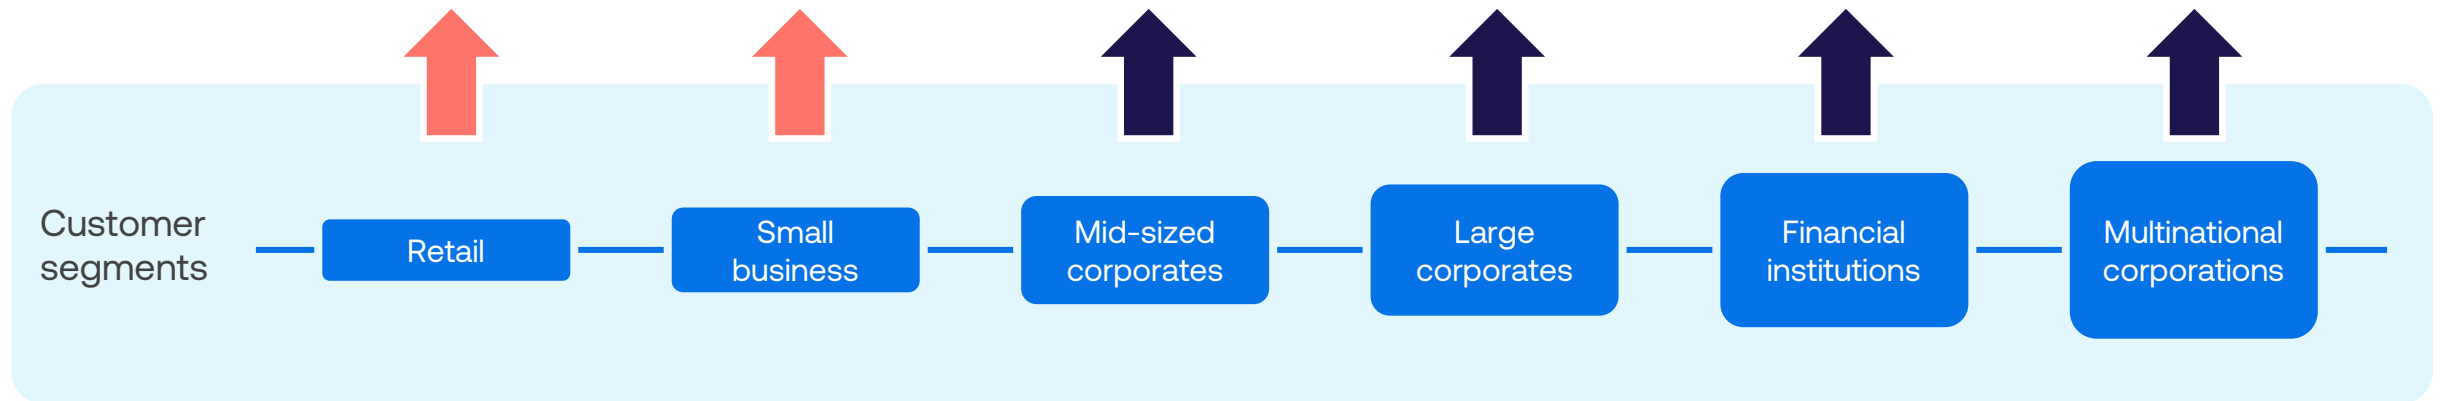 Customer
segments
Retail
Small
business
Mid-sized
corporates
Large
corporates
Financial
institutions
Multinational
corporations